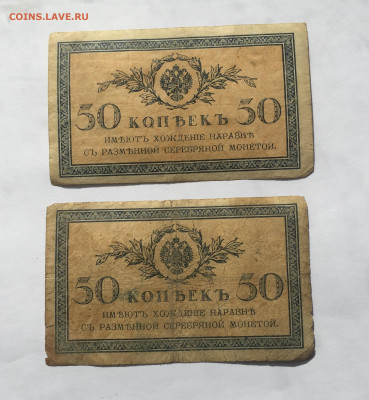 COINS.LAVE.RU
50 КОПѢЕКЪ 50
ИМѢЮТЪ ХОЖДЕНІЕ НАРАВНѢ
СЪ РАЗМѢННОЙ СЕРЕБРЯНОЙ МОНЕТОЙ.
50 КОПѢЕКЪ 50
ИМѢЮТЪ ХОЖДЕНІЕ НАРАВНѢ
СЪ РАЗМѢННОЙ СЕРЕБРЯНОЙ МОНЕТОЙ.